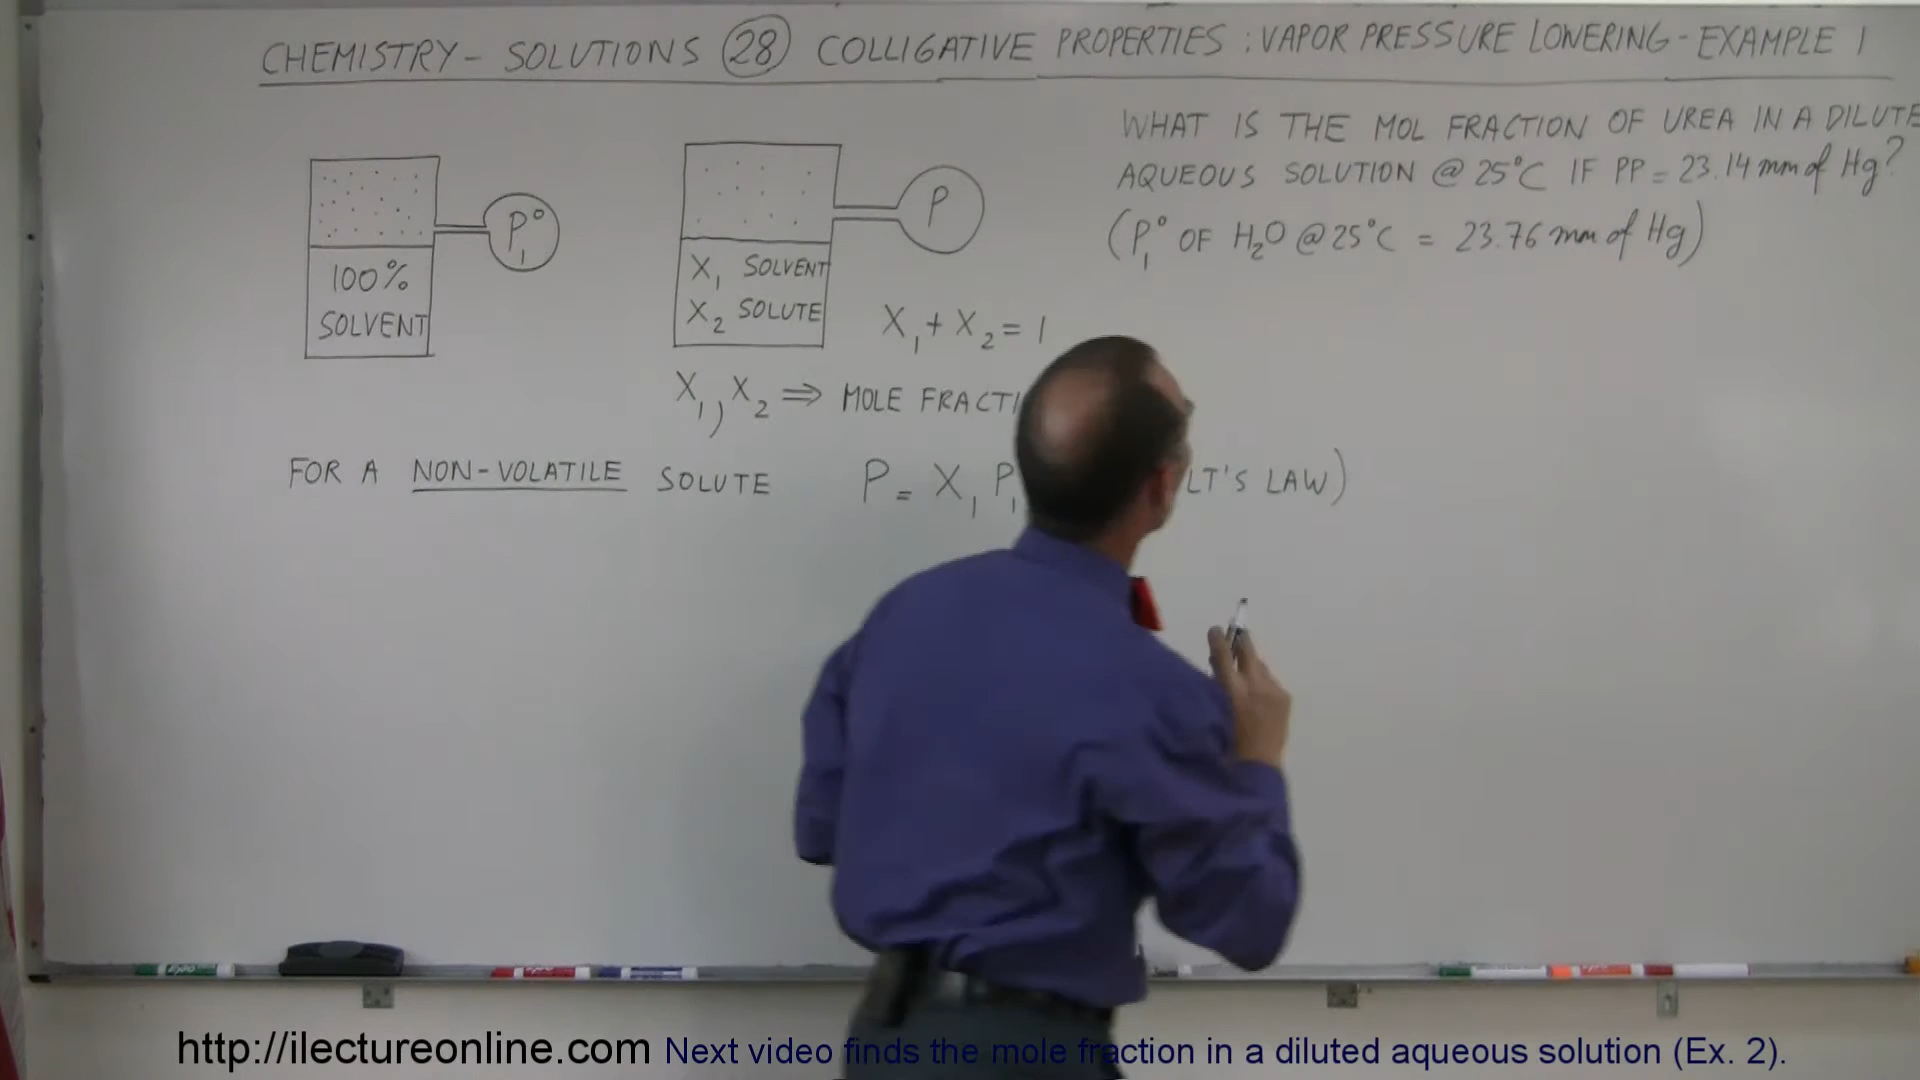 CHEMISTRY - SOLUTIONS 28 COLLIGATIVE PROPERTIES : VAPOR PRESSURE LOWERING - EXAMPLE 1
WHAT IS THE MOL FRACTION OF UREA IN A DILUTE
AQUEOUS SOLUTION @ 25°C IF PP = 23.14 mm of Hg?
(P₁° OF H₂O @ 25°C = 23.76 mm of Hg)
P₁°
100%
SOLVENT
P
X₁ SOLVENT
X₂ SOLUTE
X₁ + X₂ = 1
X₁, X₂ ⇒ MOLE FRACTI
FOR A NON-VOLATILE SOLUTE P = X₁ P₁ LT'S LAW)
http://ilectureonline.com Next video finds the mole fraction in a diluted aqueous solution (Ex. 2).